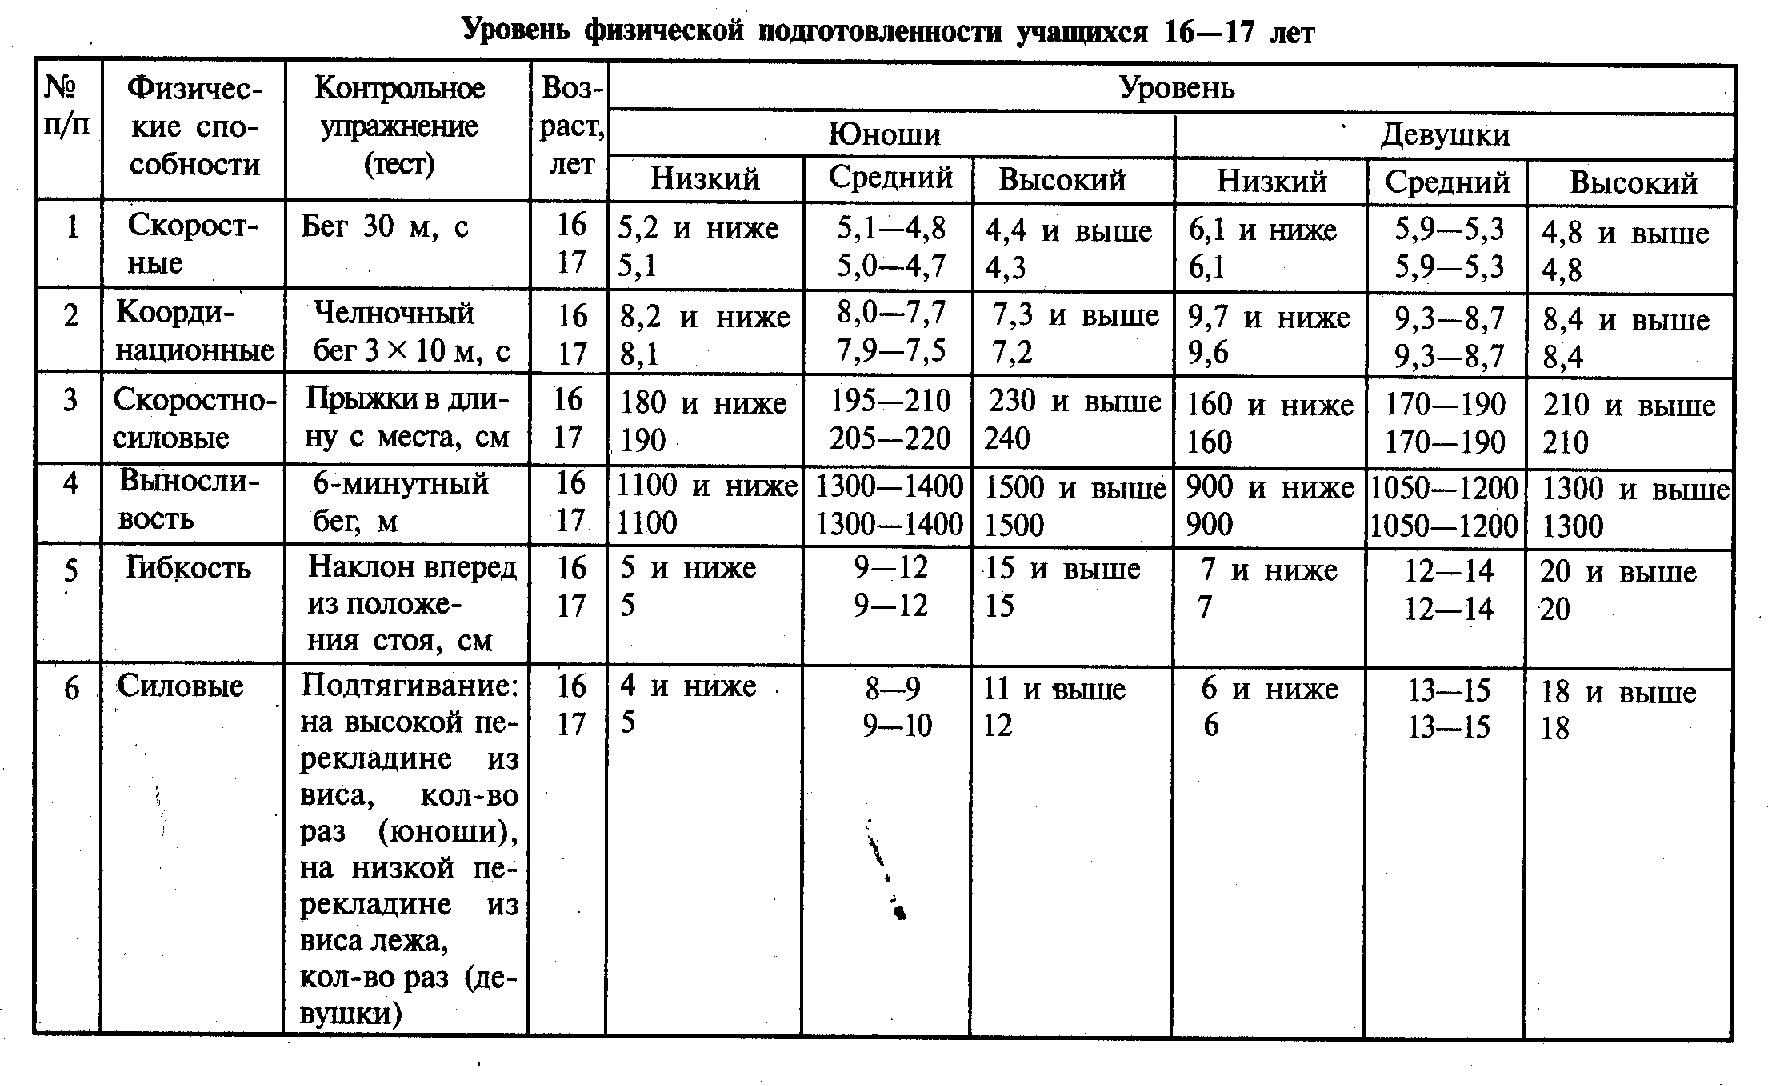 Уровень физической подготовленности учащихся 16—17 лет
№ п/п
Физичес-
кие спо-
собности
Контрольное
упражнение
(тест)
Воз-
раст,
лет
Уровень
Юноши
Девушки
Низкий Средний Высокий Низкий Средний Высокий
1 Скорост- Бег 30 м, с 16 5,2 и ниже 5,1—4,8 4,4 и выше 6,1 и ниже 5,9—5,3 4,8 и выше
ные 17 5,1 5,0—4,7 4,3 6,1 5,9—5,3 4,8
2 Коорди- Челночный 16 8,2 и ниже 8,0—7,7 7,3 и выше 9,7 и ниже 9,3—8,7 8,4 и выше
национные бег 3 × 10 м, с 17 8,1 7,9—7,5 7,2 9,6 9,3—8,7 8,4
3 Скоростно- Прыжки в дли- 16 180 и ниже 195—210 230 и выше 160 и ниже 170—190 210 и выше
силовые ну с места, см 17 190 205—220 240 160 170—190 210
4 Выносли- 6-минутный 16 1100 и ниже 1300—1400 1500 и выше 900 и ниже 1050—1200 1300 и выше
вость бег, м 17 1100 1300—1400 1500 900 1050—1200 1300
5 Гибкость Наклон вперед 16 5 и ниже 9—12 15 и выше 7 и ниже 12—14 20 и выше
из положе- 17 5 9—12 15 7 12—14 20
ния стоя, см
6 Силовые Подтягивание: 16 4 и ниже 8—9 11 и выше 6 и ниже 13—15 18 и выше
на высокой пе- 17 5 9—10 12 6 13—15 18
рекладине из
виса, кол-во
раз (юноши),
на низкой пе-
рекладине из
виса лежа,
кол-во раз (де-
вушки)